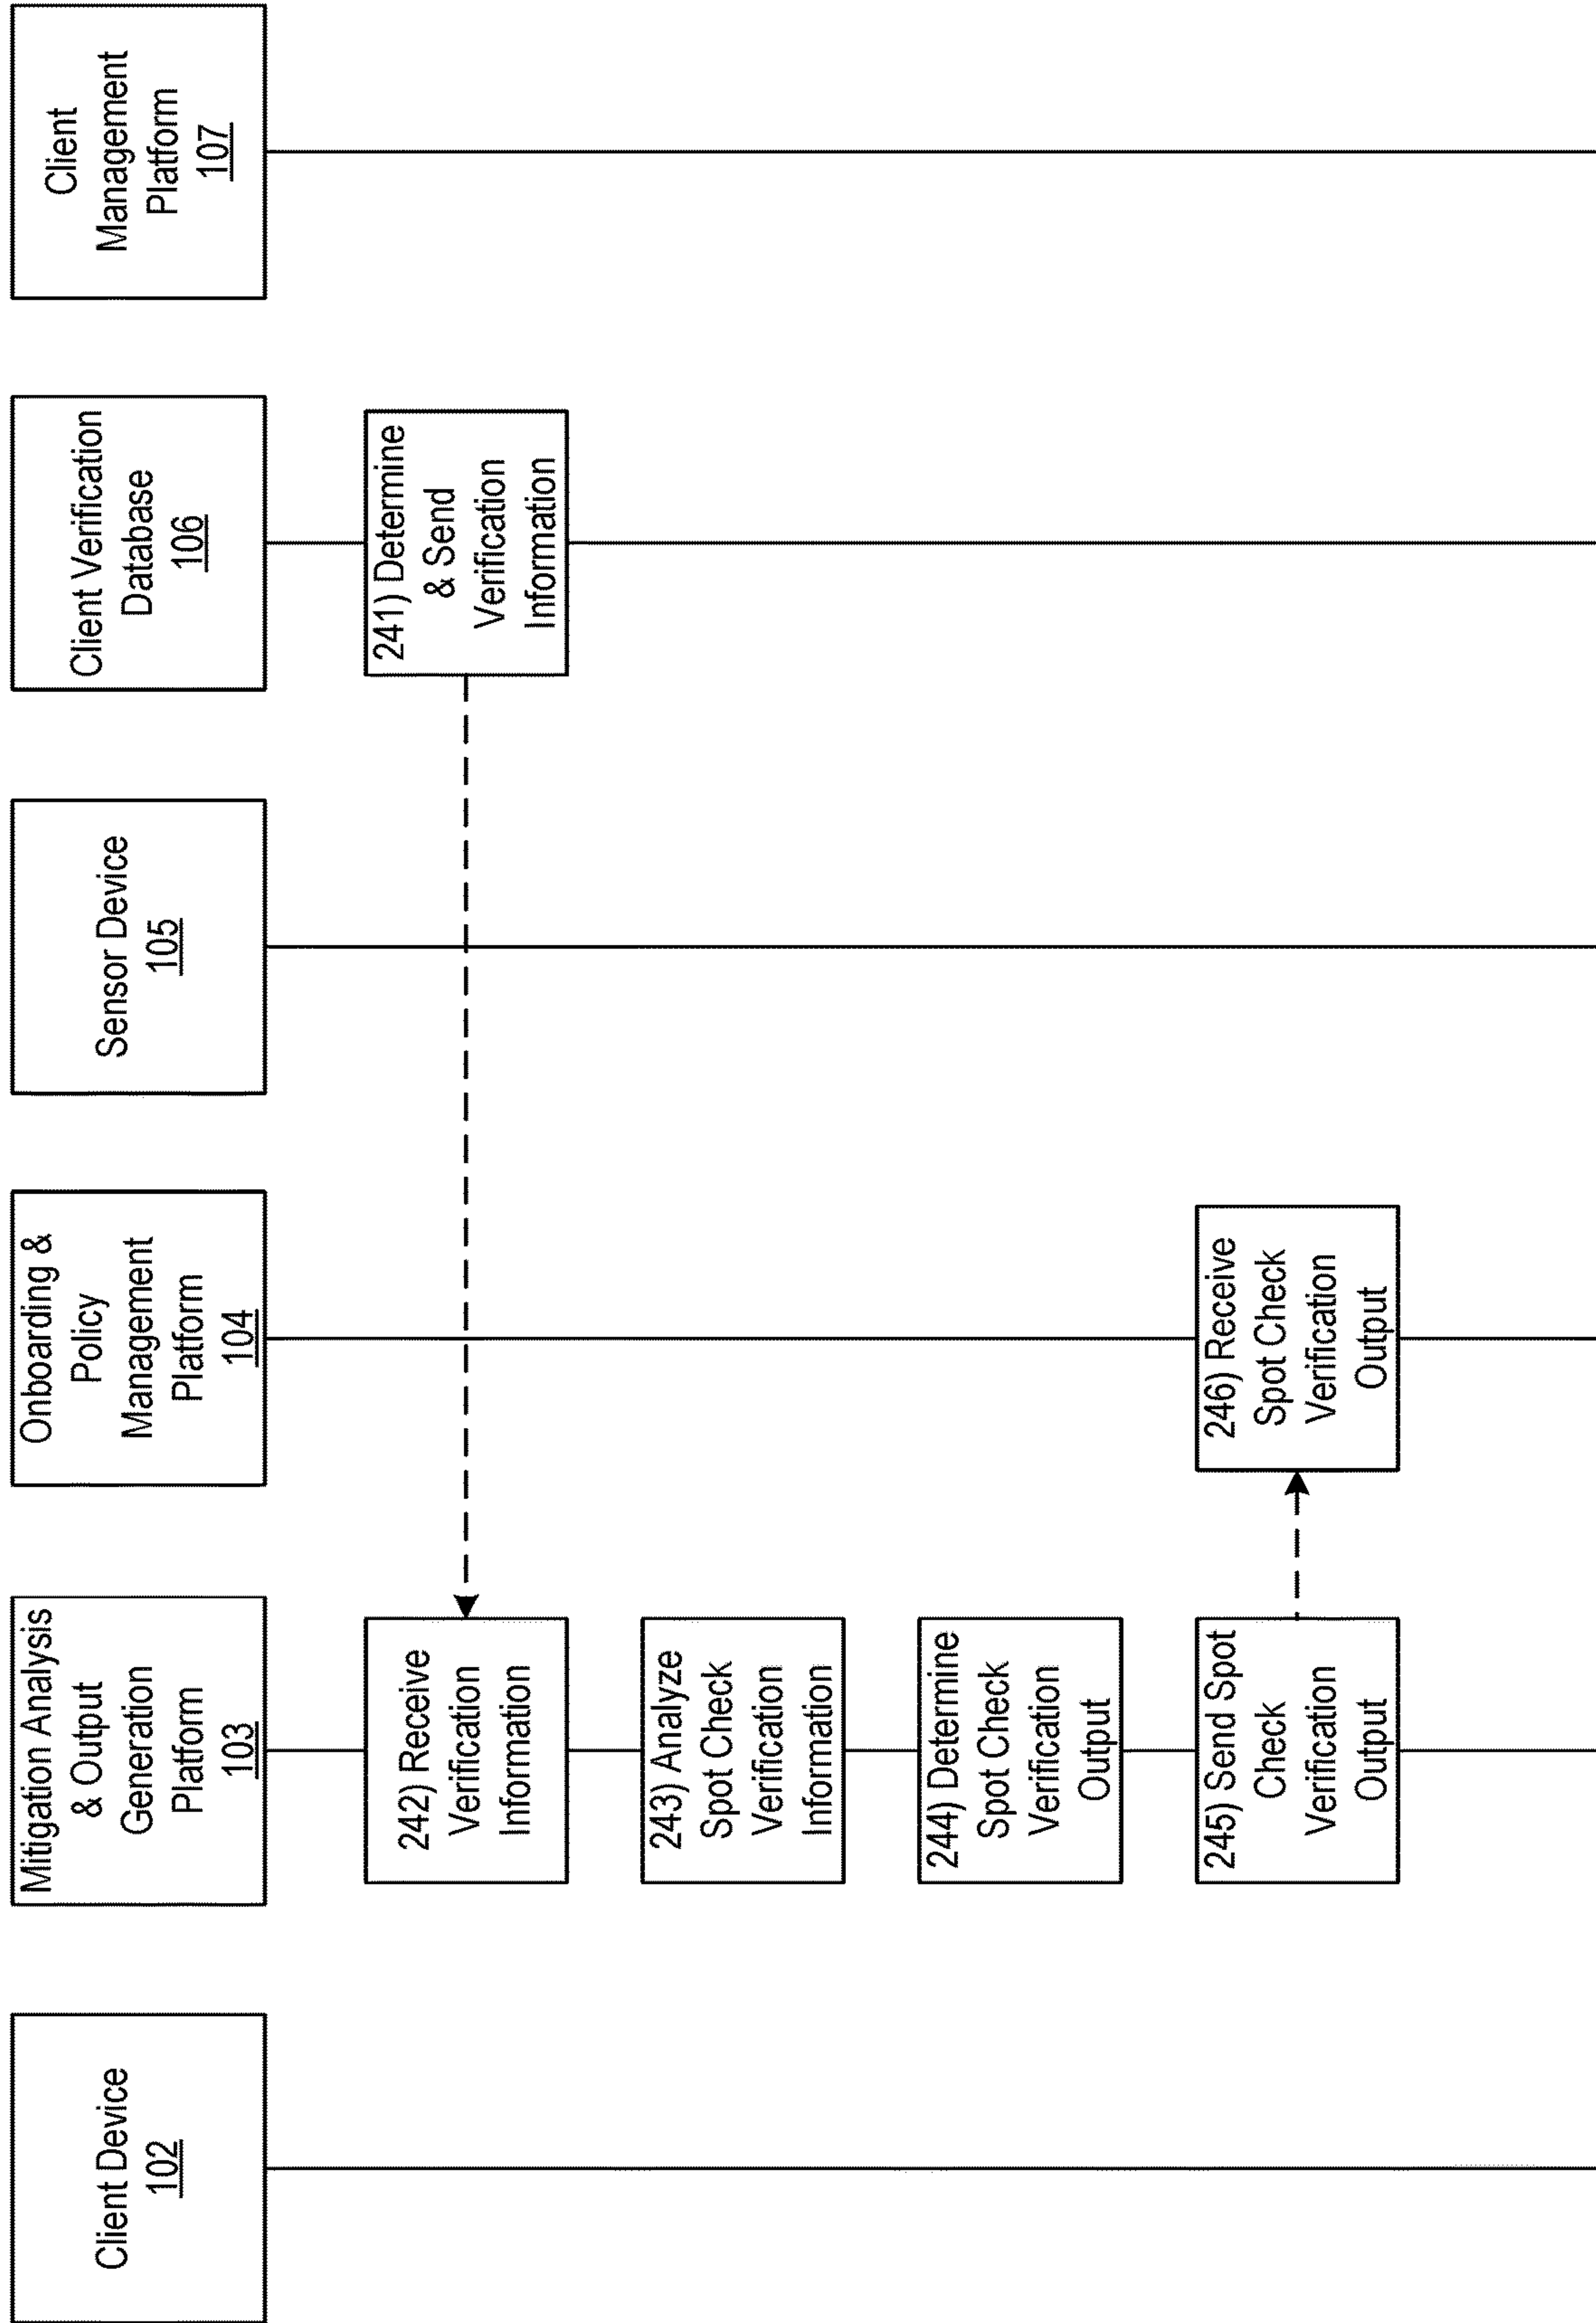 Client Device
102
Mitigation Analysis
& Output
Generation
Platform
103
Onboarding &
Policy
Management
Platform
104
Sensor Device
105
Client Verification
Database
106
Client
Management
Platform
107
241) Determine
& Send
Verification
Information
242) Receive
Verification
Information
243) Analyze
Spot Check
Verification
Information
244) Determine
Spot Check
Verification
Output
245) Send Spot
Check
Verification
Output
246) Receive
Spot Check
Verification
Output